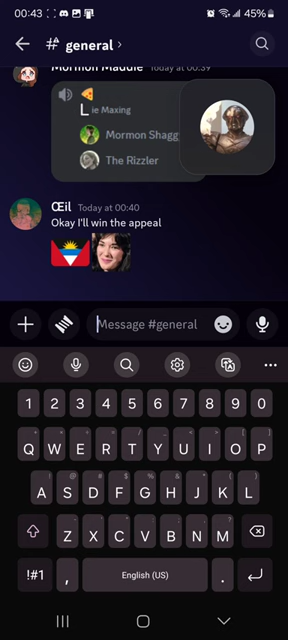 00:43
45%
# general ›
Mormon Maddie Today at 00:39
L ie Maxing
Mormon Shagg
The Rizzler
Œil Today at 00:40
Okay I'll win the appeal
Message #general
1 2 3 4 5 6 7 8 9 0
Q W E R T Y U I O P
A S D F G H J K L
Z X C V B N M
!#1 , English (US) .